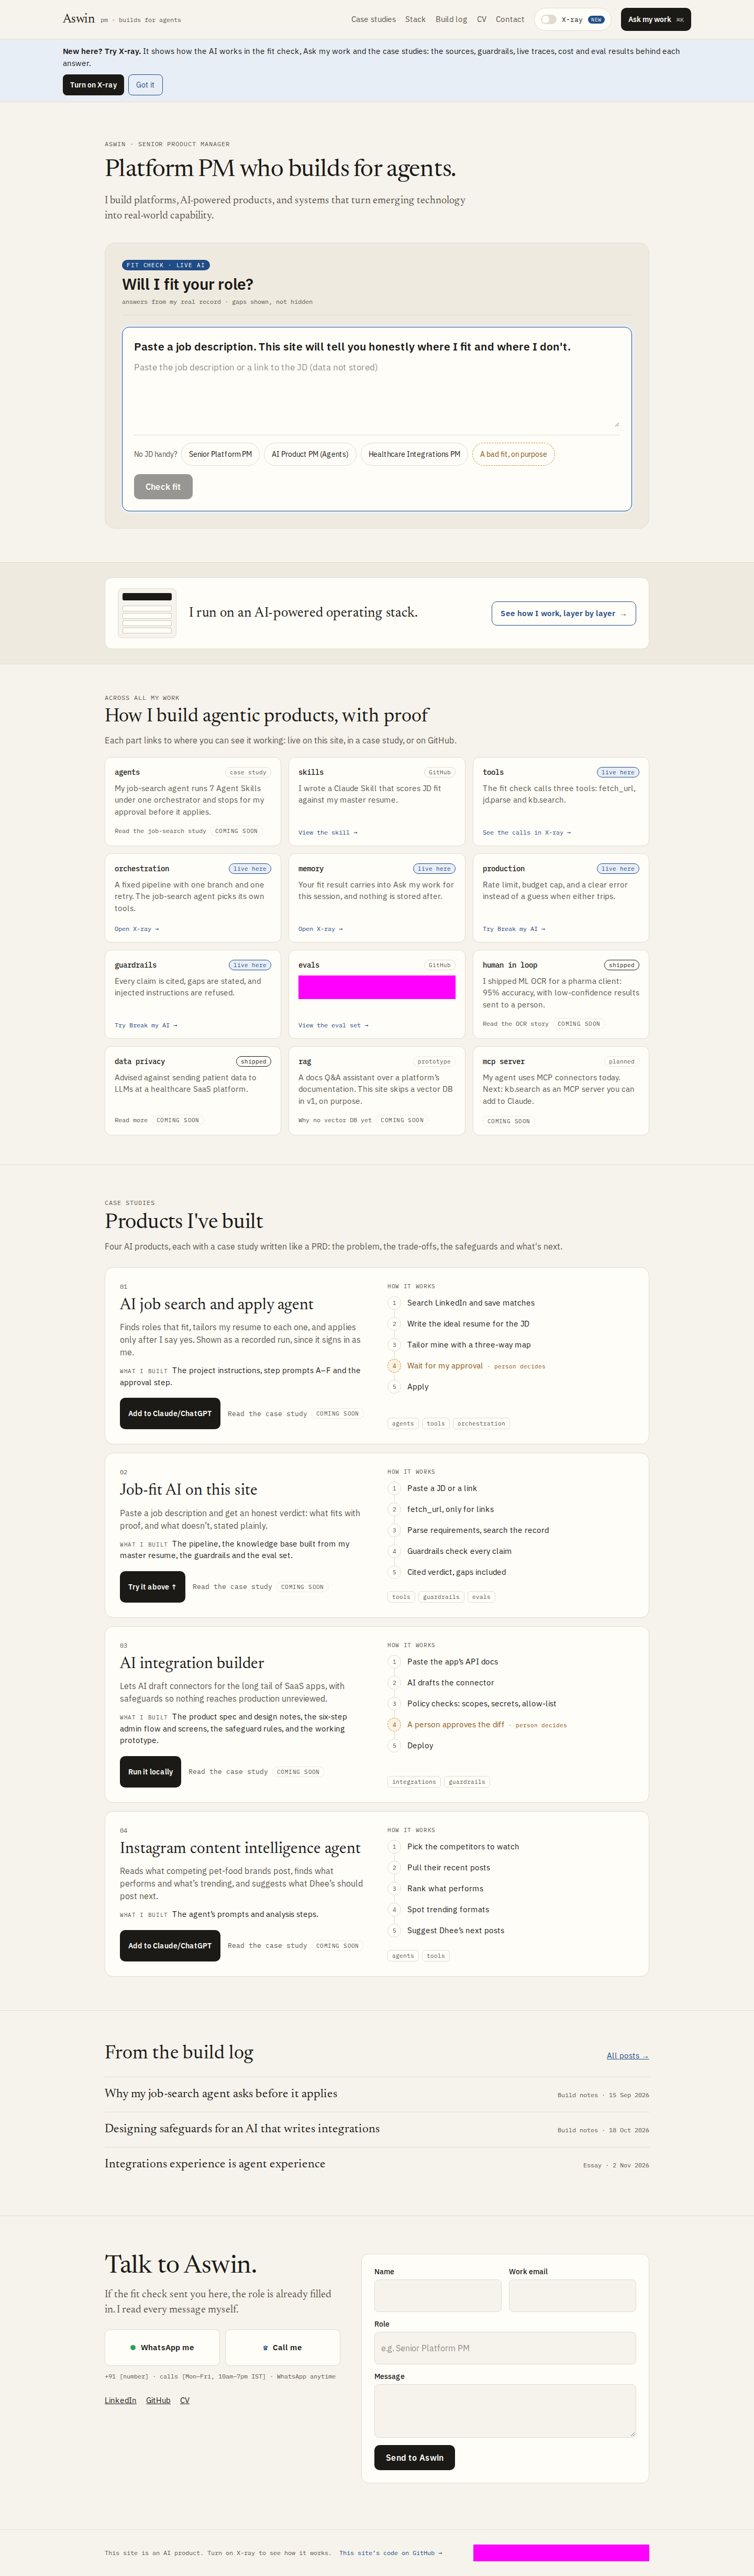 Aswin pm · builds for agents
Case studies Stack Build log CV Contact X-ray NEW Ask my work ⌘K
New here? Try X-ray. It shows how the AI works in the fit check, Ask my work and the case studies: the sources, guardrails, live traces, cost and eval results behind each
answer.
Turn on X-ray Got it
ASWIN · SENIOR PRODUCT MANAGER
Platform PM who builds for agents.
I build platforms, AI-powered products, and systems that turn emerging technology
into real-world capability.
FIT CHECK · LIVE AI
Will I fit your role?
answers from my real record · gaps shown, not hidden
Paste a job description. This site will tell you honestly where I fit and where I don't.
Paste the job description or a link to the JD (data not stored)
No JD handy? Senior Platform PM AI Product PM (Agents) Healthcare Integrations PM A bad fit, on purpose
Check fit
I run on an AI-powered operating stack.
See how I work, layer by layer →
ACROSS ALL MY WORK
How I build agentic products, with proof
Each part links to where you can see it working: live on this site, in a case study, or on GitHub.
agents case study
My job-search agent runs 7 Agent Skills
under one orchestrator and stops for my
approval before it applies.
Read the job-search study COMING SOON
skills GitHub
I wrote a Claude Skill that scores JD fit
against my master resume.
View the skill →
tools live here
The fit check calls three tools: fetch_url,
jd.parse and kb.search.
See the calls in X-ray →
orchestration live here
A fixed pipeline with one branch and one
retry. The job-search agent picks its own
tools.
Open X-ray →
memory live here
Your fit result carries into Ask my work for
this session, and nothing is stored after.
Open X-ray →
production live here
Rate limit, budget cap, and a clear error
instead of a guess when either trips.
Try Break my AI →
guardrails live here
Every claim is cited, gaps are stated, and
injected instructions are refused.
Try Break my AI →
evals GitHub
View the eval set →
human in loop shipped
I shipped ML OCR for a pharma client:
95% accuracy, with low-confidence results
sent to a person.
Read the OCR story COMING SOON
data privacy shipped
Advised against sending patient data to
LLMs at a healthcare SaaS platform.
Read more COMING SOON
rag prototype
A docs Q&A assistant over a platform's
documentation. This site skips a vector DB
in v1, on purpose.
Why no vector DB yet COMING SOON
mcp server planned
My agent uses MCP connectors today.
Next: kb.search as an MCP server you can
add to Claude.
COMING SOON
CASE STUDIES
Products I've built
Four AI products, each with a case study written like a PRD: the problem, the trade-offs, the safeguards and what's next.
01
AI job search and apply agent
Finds roles that fit, tailors my resume to each one, and applies
only after I say yes. Shown as a recorded run, since it signs in as
me.
WHAT I BUILT The project instructions, step prompts A–F and the
approval step.
Add to Claude/ChatGPT Read the case study COMING SOON
HOW IT WORKS
1 Search LinkedIn and save matches
2 Write the ideal resume for the JD
3 Tailor mine with a three-way map
4 Wait for my approval · person decides
5 Apply
agents tools orchestration
02
Job-fit AI on this site
Paste a job description and get an honest verdict: what fits with
proof, and what doesn't, stated plainly.
WHAT I BUILT The pipeline, the knowledge base built from my
master resume, the guardrails and the eval set.
Try it above ↑ Read the case study COMING SOON
HOW IT WORKS
1 Paste a JD or a link
2 fetch_url, only for links
3 Parse requirements, search the record
4 Guardrails check every claim
5 Cited verdict, gaps included
tools guardrails evals
03
AI integration builder
Lets AI draft connectors for the long tail of SaaS apps, with
safeguards so nothing reaches production unreviewed.
WHAT I BUILT The product spec and design notes, the six-step
admin flow and screens, the safeguard rules, and the working
prototype.
Run it locally Read the case study COMING SOON
HOW IT WORKS
1 Paste the app's API docs
2 AI drafts the connector
3 Policy checks: scopes, secrets, allow-list
4 A person approves the diff · person decides
5 Deploy
integrations guardrails
04
Instagram content intelligence agent
Reads what competing pet-food brands post, finds what
performs and what's trending, and suggests what Dhee's should
post next.
WHAT I BUILT The agent's prompts and analysis steps.
Add to Claude/ChatGPT Read the case study COMING SOON
HOW IT WORKS
1 Pick the competitors to watch
2 Pull their recent posts
3 Rank what performs
4 Spot trending formats
5 Suggest Dhee's next posts
agents tools
From the build log
All posts →
Why my job-search agent asks before it applies Build notes · 15 Sep 2026
Designing safeguards for an AI that writes integrations Build notes · 10 Oct 2026
Integrations experience is agent experience Essay · 2 Nov 2026
Talk to Aswin.
If the fit check sent you here, the role is already filled
in. I read every message myself.
WhatsApp me Call me
+91 [number] · calls [Mon–Fri, 10am–7pm IST] · WhatsApp anytime
LinkedIn GitHub CV
Name Work email
Role
e.g. Senior Platform PM
Message
Send to Aswin
This site is an AI product. Turn on X-ray to see how it works. This site's code on GitHub →